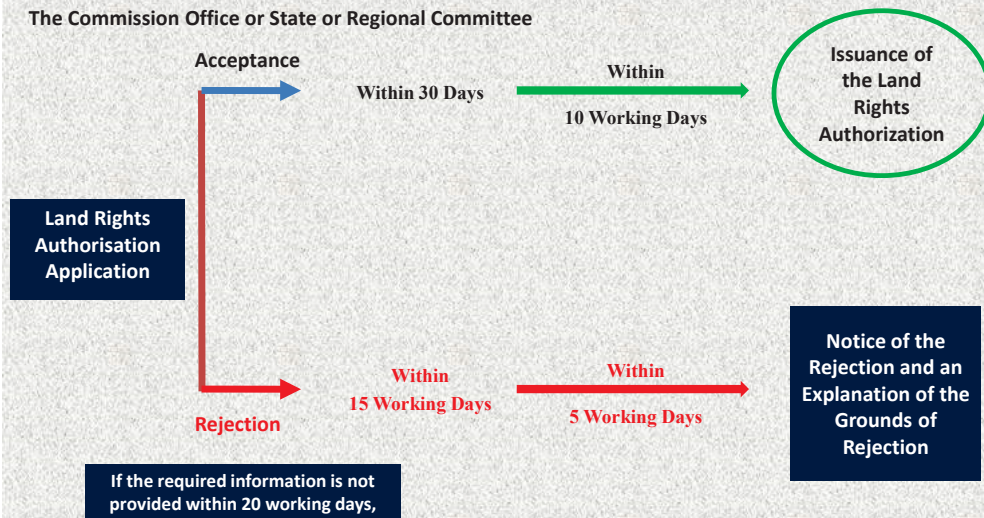 The Commission Office or State or Regional Committee
Acceptance
Within 30 Days
Within
10 Working Days
Issuance of
the Land
Rights
Authorization
Land Rights
Authorisation
Application
Rejection
Within
15 Working Days
Within
5 Working Days
Notice of the
Rejection and an
Explanation of the
Grounds of
Rejection
If the required information is not
provided within 20 working days,